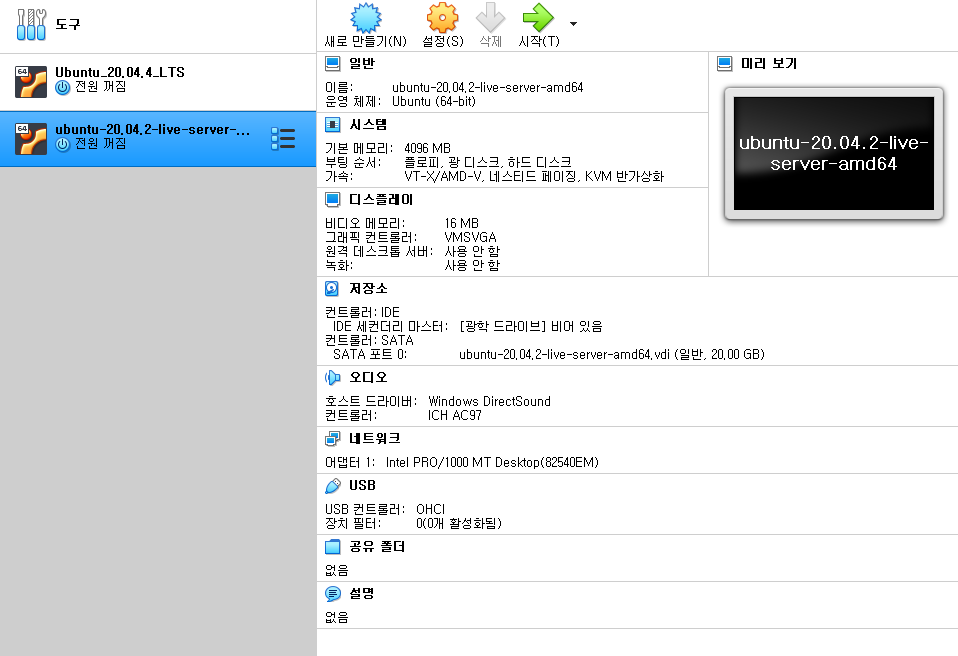 도구
64
Ubuntu_20.04.4_LTS
전원 꺼짐
64
ubuntu-20.04.2-live-server-...
전원 꺼짐
새로 만들기(N) 설정(S) 삭제 시작(T)
일반
이름: ubuntu-20.04.2-live-server-amd64
운영 체제: Ubuntu (64-bit)
시스템
기본 메모리: 4096 MB
부팅 순서: 플로피, 광 디스크, 하드 디스크
가속: VT-X/AMD-V, 네스티드 페이징, KVM 반가상화
디스플레이
비디오 메모리: 16 MB
그래픽 컨트롤러: VMSVGA
원격 데스크톱 서버: 사용 안 함
녹화: 사용 안 함
미리 보기
ubuntu-20.04.2-live-
server-amd64
저장소
컨트롤러: IDE
IDE 세컨더리 마스터: [광학 드라이브] 비어 있음
컨트롤러: SATA
SATA 포트 0: ubuntu-20.04.2-live-server-amd64.vdi (일반, 20.00 GB)
오디오
호스트 드라이버: Windows DirectSound
컨트롤러: ICH AC97
네트워크
어댑터 1: Intel PRO/1000 MT Desktop(82540EM)
USB
USB 컨트롤러: OHCI
장치 필터: 0(0개 활성화됨)
공유 폴더
없음
설명
없음